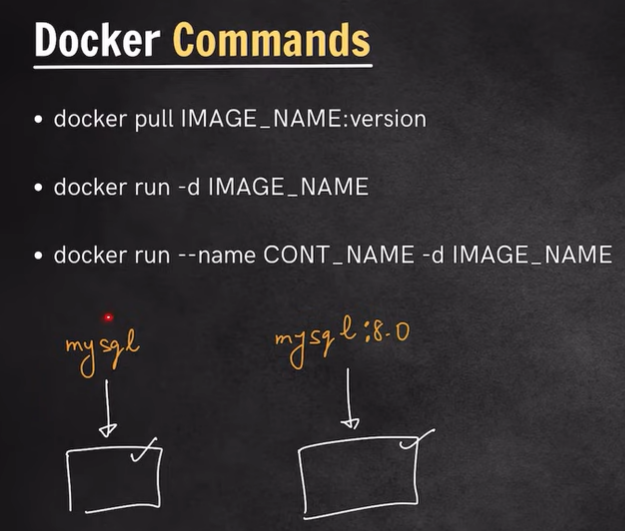 Docker Commands
• docker pull IMAGE_NAME:version
• docker run -d IMAGE_NAME
• docker run --name CONT_NAME -d IMAGE_NAME
mysql mysql:8.0